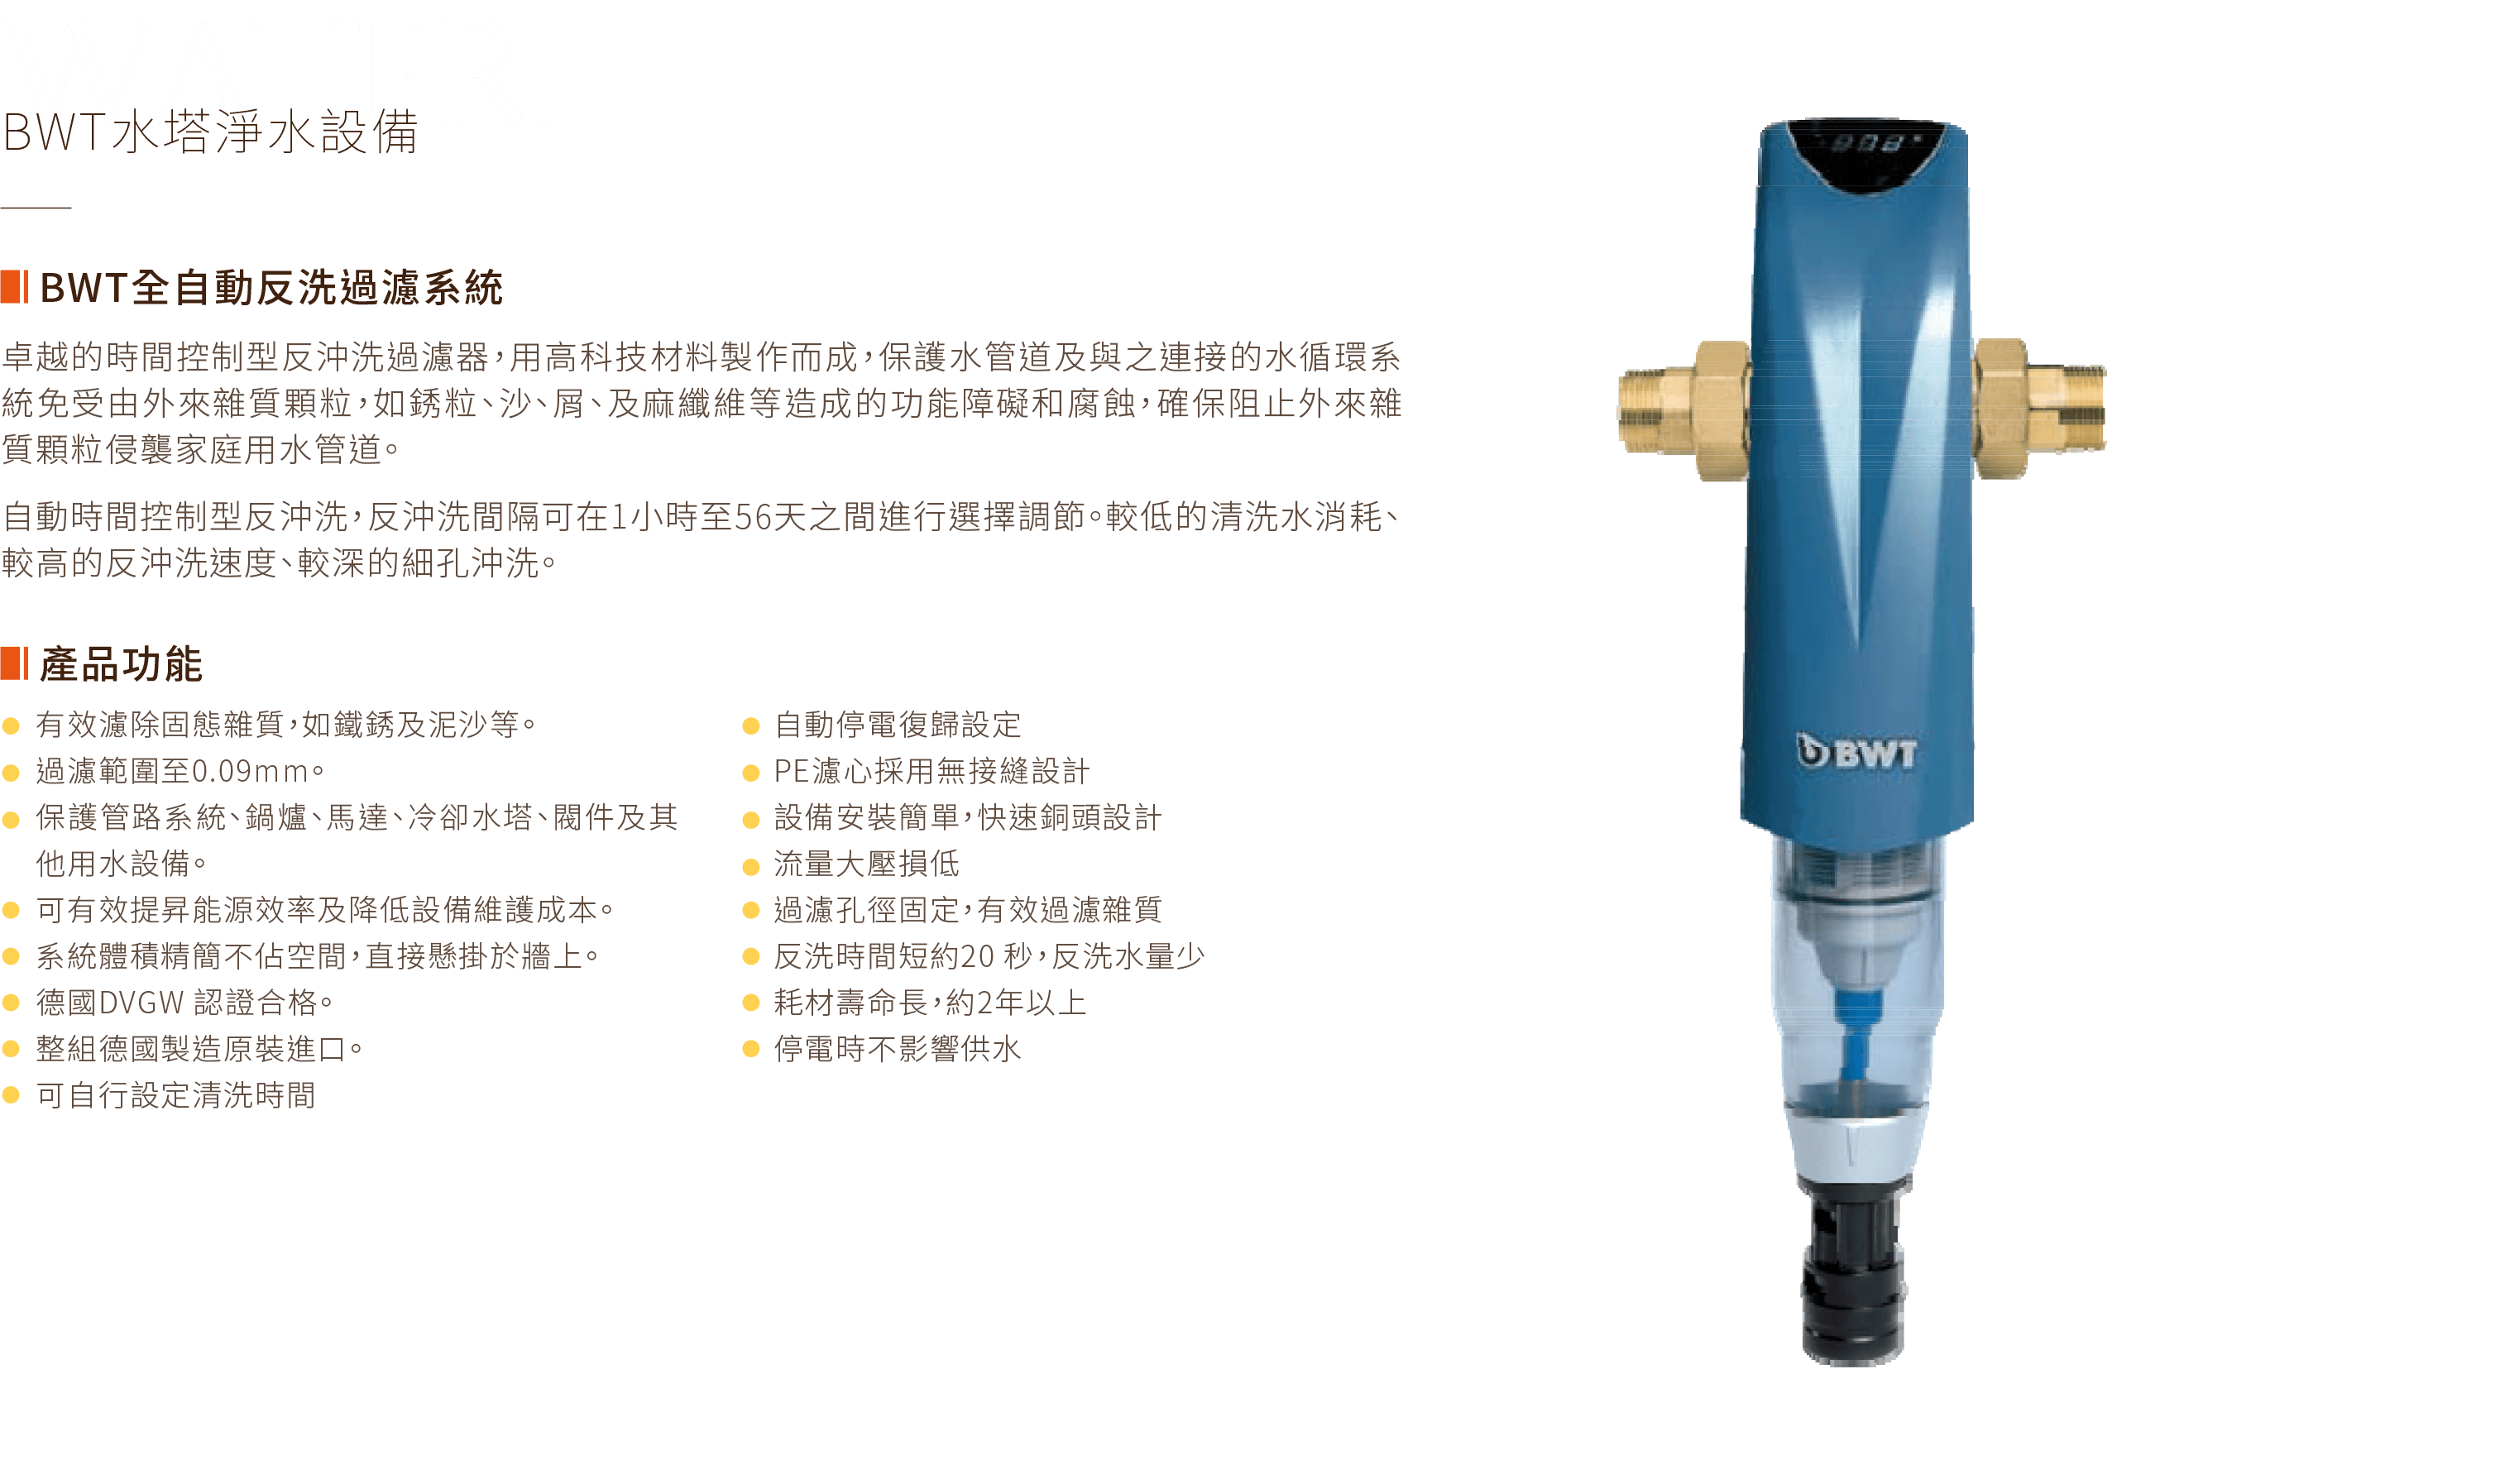 BWT水塔淨水設備
BWT全自動反洗過濾系統
卓越的時間控制型反沖洗過濾器，用高科技材料製作而成，保護水管道及與之連接的水循環系
統免受由外來雜質顆粒，如銹粒、沙、屑、及麻纖維等造成的功能障礙和腐蝕，確保阻止外來雜
質顆粒侵襲家庭用水管道。
自動時間控制型反沖洗，反沖洗間隔可在1小時至56天之間進行選擇調節。較低的清洗水消耗、
較高的反沖洗速度、較深的細孔沖洗。
產品功能
有效濾除固態雜質，如鐵銹及泥沙等。
過濾範圍至0.09mm。
保護管路系統、鍋爐、馬達、冷卻水塔、閥件及其
他用水設備。
可有效提昇能源效率及降低設備維護成本。
系統體積精簡不佔空間，直接懸掛於牆上。
德國DVGW 認證合格。
整組德國製造原裝進口。
可自行設定清洗時間
自動停電復歸設定
PE濾心採用無接縫設計
設備安裝簡單，快速銅頭設計
流量大壓損低
過濾孔徑固定，有效過濾雜質
反洗時間短約20 秒，反洗水量少
耗材壽命長，約2年以上
停電時不影響供水
BWT